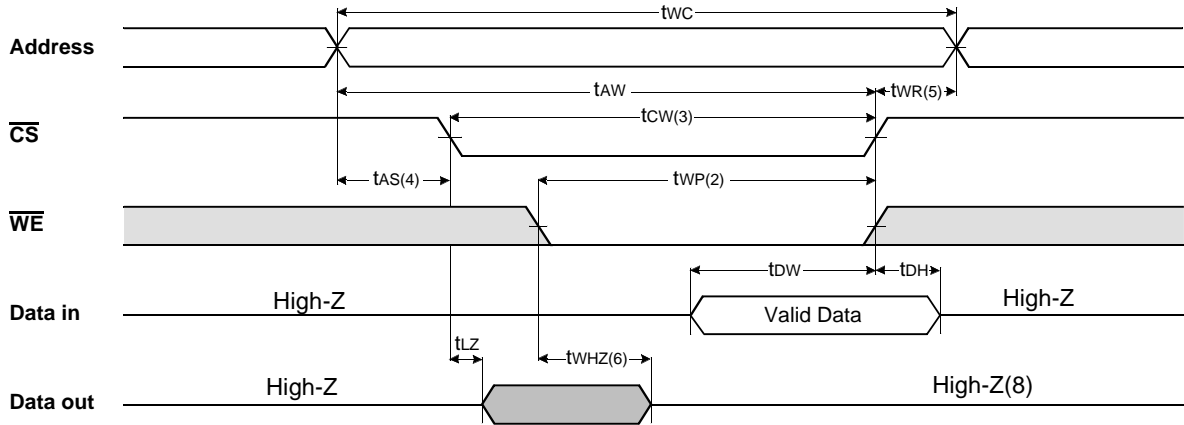 tWC
Address
tAW
tWR(5)
tCW(3)
CS
tAS(4)
tWP(2)
WE
tDW
tDH
High-Z
Valid Data
High-Z
Data in
tLZ
tWHZ(6)
High-Z
High-Z(8)
Data out